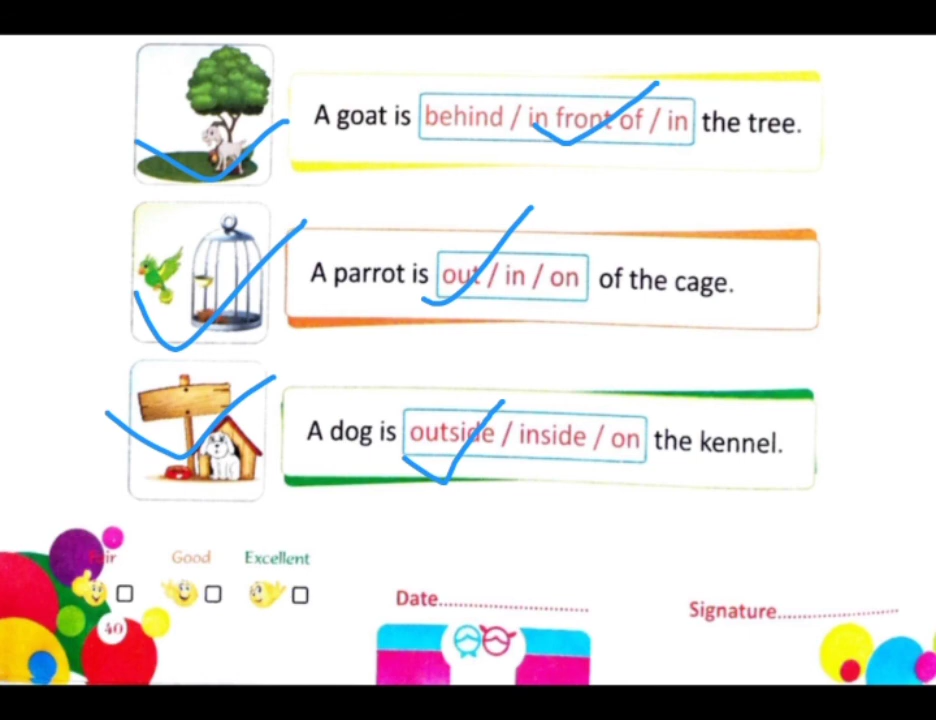 A goat is behind / in front of / in the tree.
A parrot is out / in / on of the cage.
A dog is outside / inside / on the kennel.
Fair Good Excellent
Date................................
Signature..........................
40